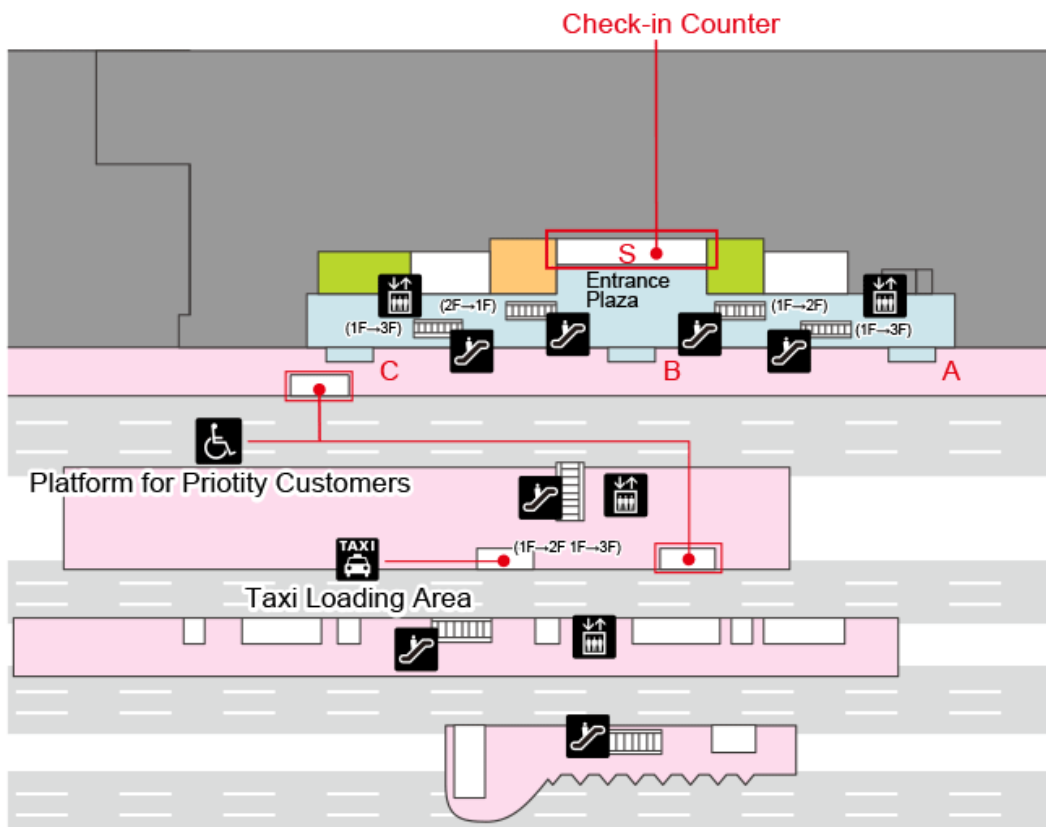 Check-in Counter
S
Entrance
Plaza
(2F→1F)
(1F→2F)
(1F→3F)
(1F→3F)
C
B
A
Platform for Priotity Customers
(1F→2F 1F→3F)
TAXI
Taxi Loading Area